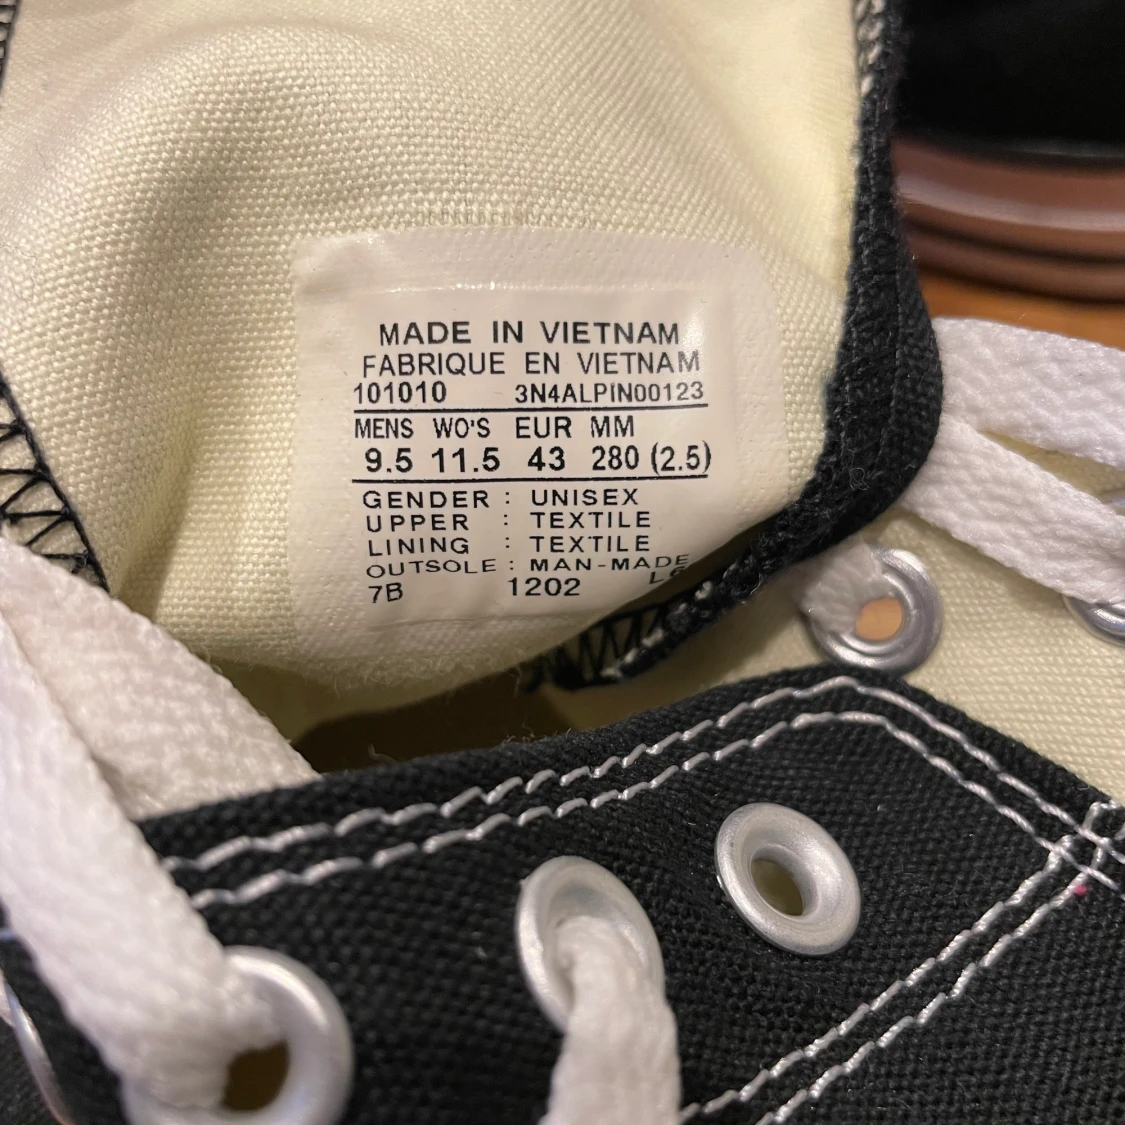 MADE IN VIETNAM
FABRIQUE EN VIETNAM
101010 3N4ALPIN00123
MENS WO'S EUR MM
9.5 11.5 43 280 (2.5)
GENDER : UNISEX
UPPER : TEXTILE
LINING : TEXTILE
OUTSOLE : MAN-MADE
7B 1202